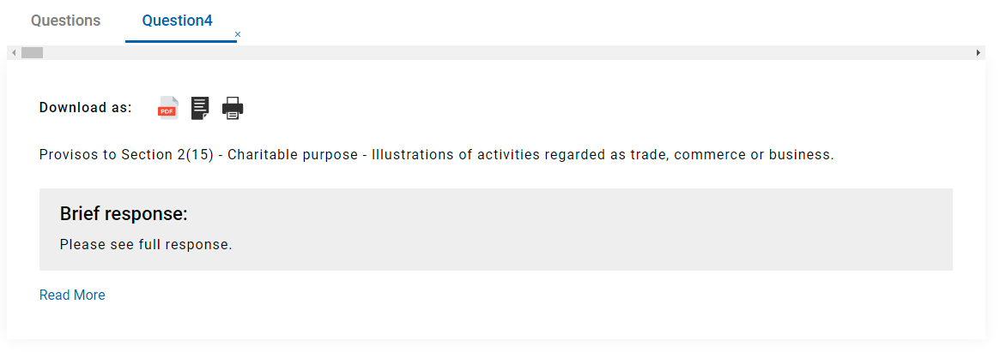 Questions
Question4
×
Download as:
PDF
Provisos to Section 2(15) - Charitable purpose - Illustrations of activities regarded as trade, commerce or business.
Brief response:
Please see full response.
Read More